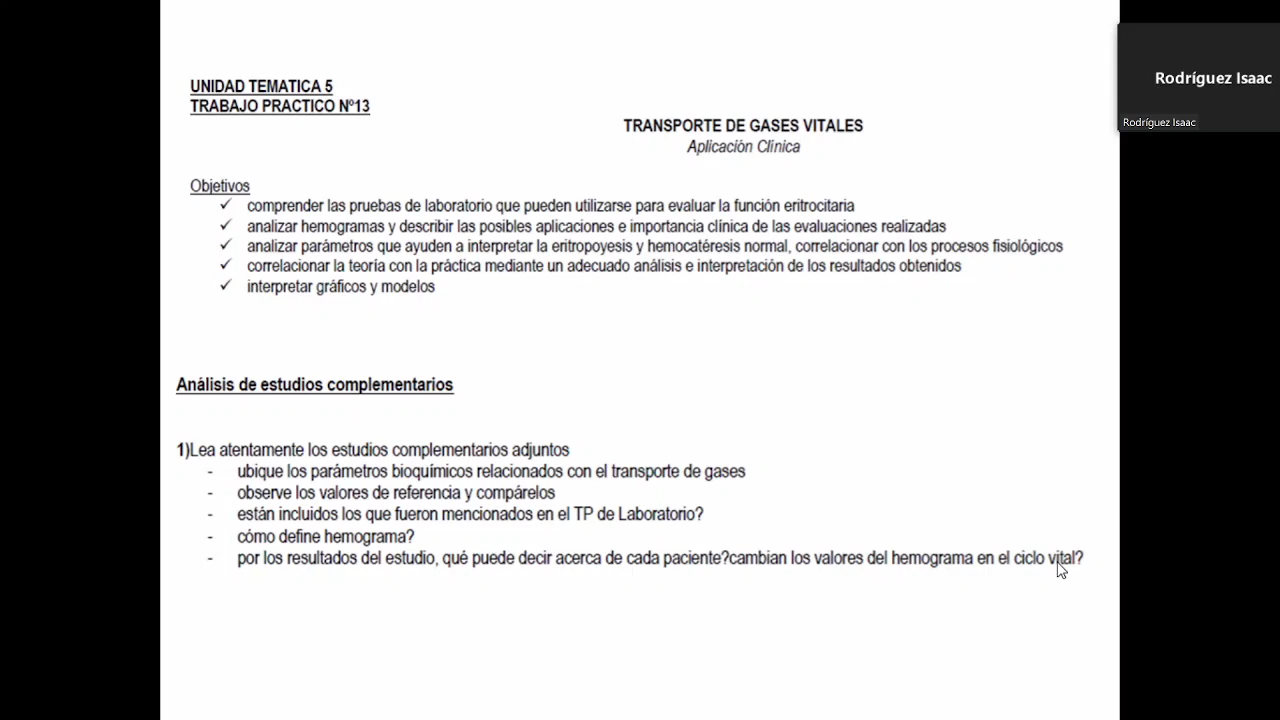 UNIDAD TEMATICA 5
TRABAJO PRACTICO Nº13
TRANSPORTE DE GASES VITALES
Aplicación Clínica
Objetivos
✓ comprender las pruebas de laboratorio que pueden utilizarse para evaluar la función eritrocitaria
✓ analizar hemogramas y describir las posibles aplicaciones e importancia clínica de las evaluaciones realizadas
✓ analizar parámetros que ayuden a interpretar la eritropoyesis y hemocatéresis normal, correlacionar con los procesos fisiológicos
✓ correlacionar la teoría con la práctica mediante un adecuado análisis e interpretación de los resultados obtenidos
✓ interpretar gráficos y modelos
Análisis de estudios complementarios
1)Lea atentamente los estudios complementarios adjuntos
- ubique los parámetros bioquímicos relacionados con el transporte de gases
- observe los valores de referencia y compárelos
- están incluidos los que fueron mencionados en el TP de Laboratorio?
- cómo define hemograma?
- por los resultados del estudio, qué puede decir acerca de cada paciente?cambian los valores del hemograma en el ciclo vital?
Rodríguez Isaac
Rodríguez Isaac